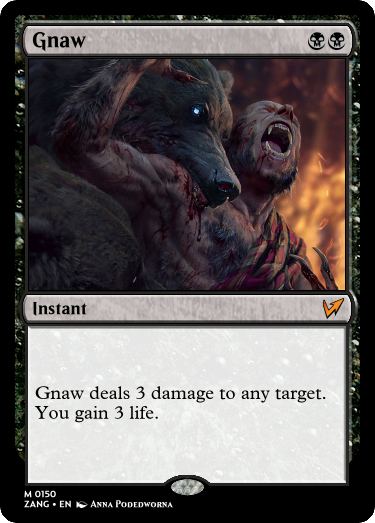 Gnaw
Instant
Gnaw deals 3 damage to any target.
You gain 3 life.
M 0150
ZANG • EN Anna Podedworna